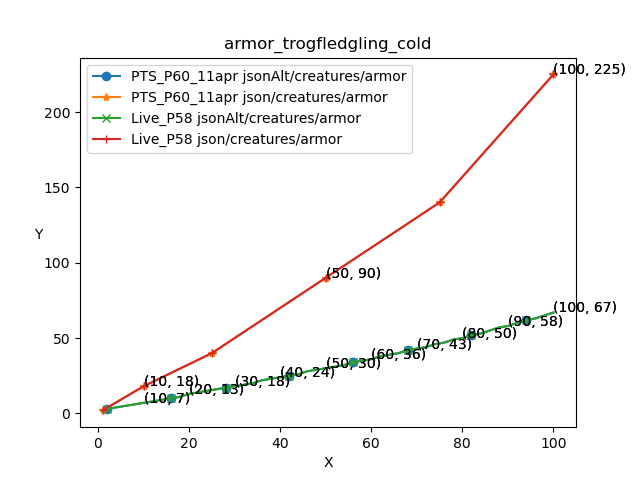 armor_trogfledgling_cold
PTS_P60_11apr jsonAlt/creatures/armor
PTS_P60_11apr json/creatures/armor
Live_P58 jsonAlt/creatures/armor
Live_P58 json/creatures/armor
(100, 225)
(50, 90)
(10, 18)
(100, 67)
(90, 58)
(80, 50)
(70, 43)
(60, 36)
(50, 30)
(40, 24)
(30, 18)
(20, 13)
(10, 7)
Y
200
150
100
50
0
0 20 40 60 80 100
X